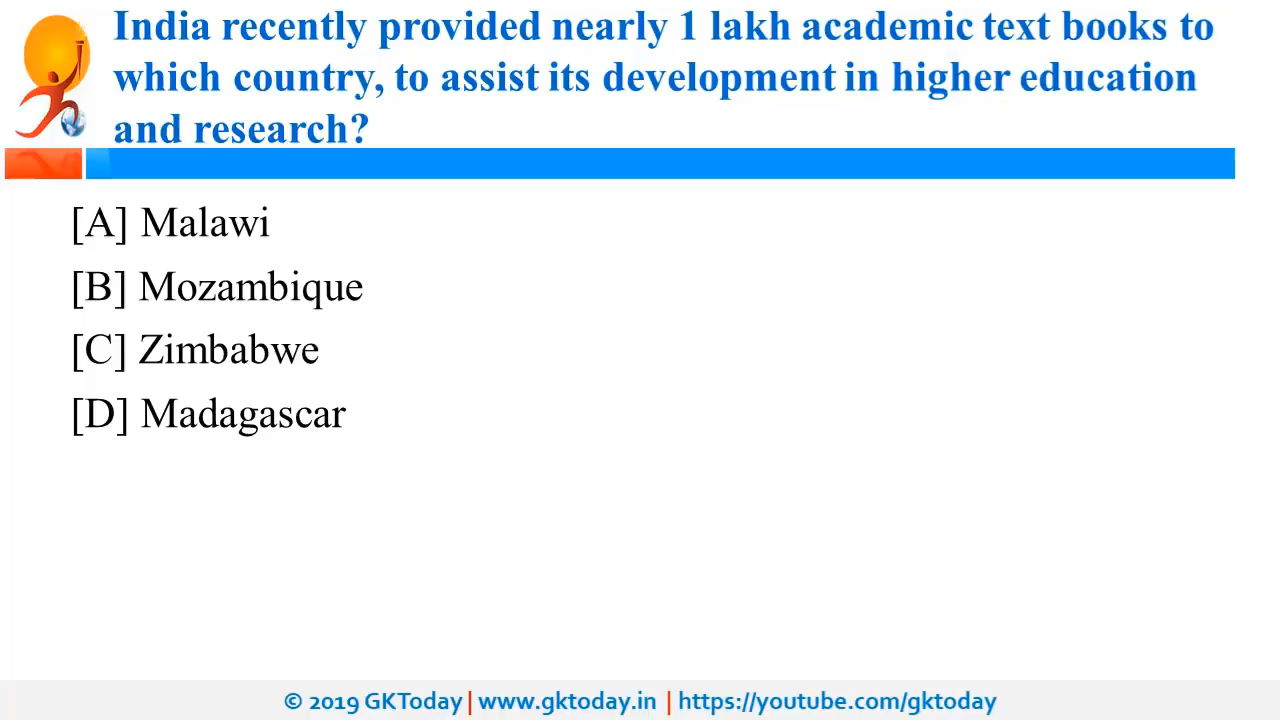 India recently provided nearly 1 lakh academic text books to
which country, to assist its development in higher education
and research?
[A] Malawi
[B] Mozambique
[C] Zimbabwe
[D] Madagascar
© 2019 GKToday | www.gktoday.in | https://youtube.com/gktoday